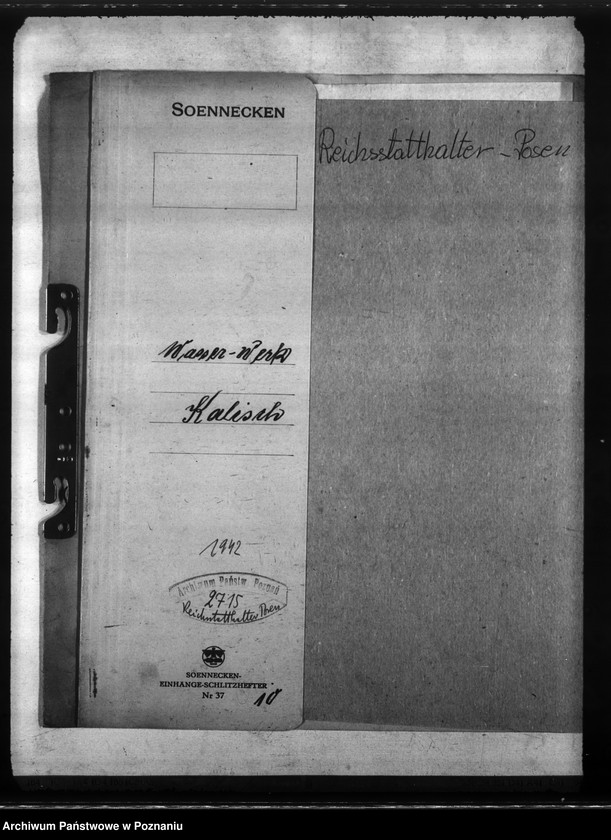 SOENNECKEN
Reichsstatthalter - Posen
Wasser-Werk
Kalisch
1942
Archiwum Państw. Poznań
2715
Reichsstatthalter Posen
SOENNECKEN-
EINHANGE-SCHLITZHEFTER
Nr 37
10
Archiwum Państwowe w Poznaniu